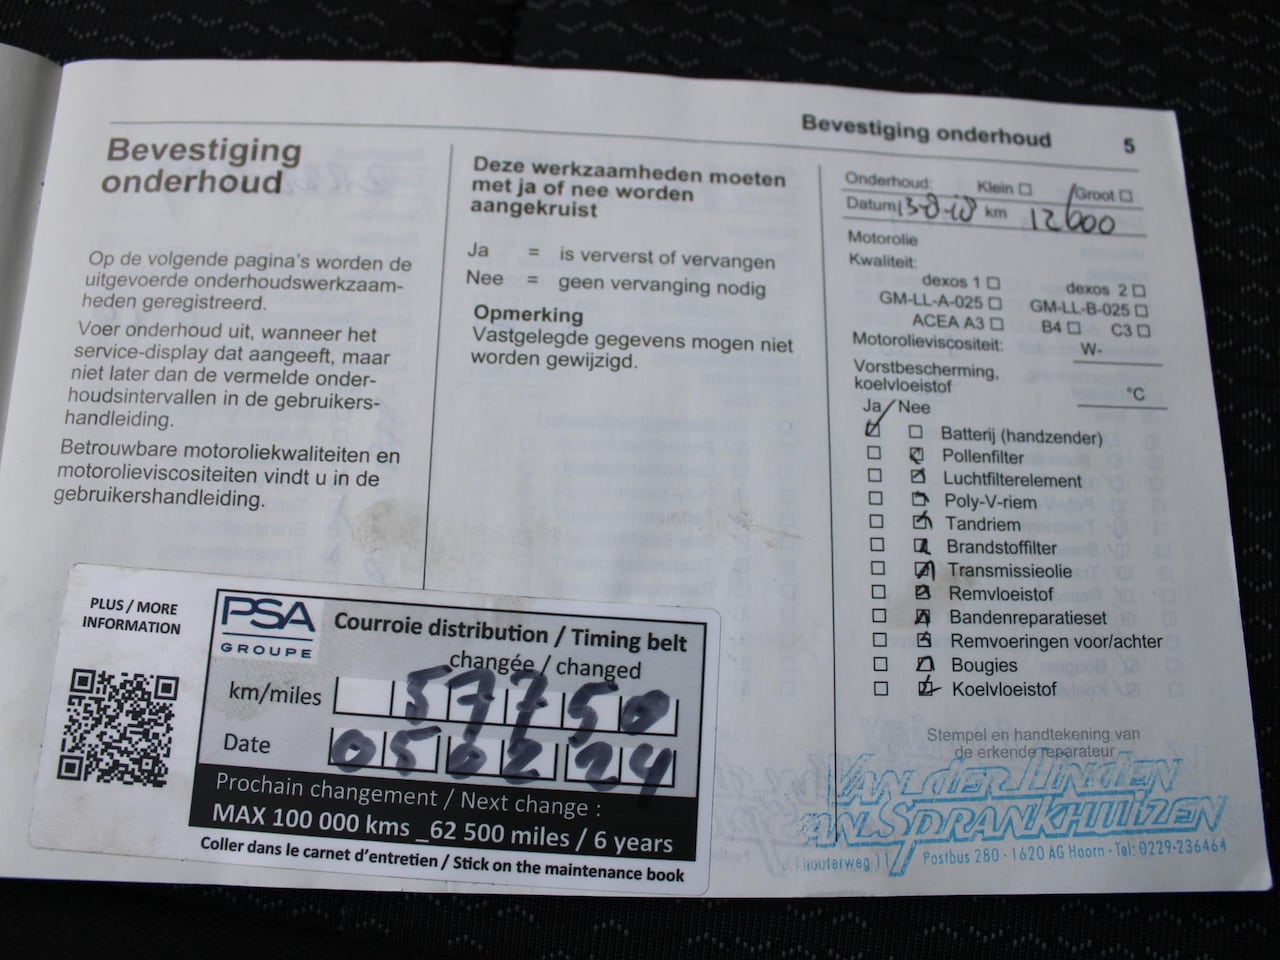 Bevestiging onderhoud 5
Bevestiging
onderhoud
Op de volgende pagina's worden de
uitgevoerde onderhoudswerkzaam-
heden geregistreerd.
Voer onderhoud uit, wanneer het
service-display dat aangeeft, maar
niet later dan de vermelde onder-
houdsintervallen in de gebruikers-
handleiding.
Betrouwbare motoroliekwaliteiten en
motorolieviscositeiten vindt u in de
gebruikershandleiding.
Deze werkzaamheden moeten
met ja of nee worden
aangekruist
Ja = is ververst of vervangen
Nee = geen vervanging nodig
Opmerking
Vastgelegde gegevens mogen niet
worden gewijzigd.
Onderhoud: Klein ☐ Groot ☐
Datum 13-8-18 km 12600
Motorolie
Kwaliteit:
dexos 1 ☐ dexos 2 ☐
GM-LL-A-025 ☐ GM-LL-B-025 ☐
ACEA A3 ☐ B4 ☐ C3 ☐
Motorolieviscositeit: W-
Vorstbescherming,
koelvloeistof °C
Ja Nee
Batterij (handzender)
Pollenfilter
Luchtfilterelement
Poly-V-riem
Tandriem
Brandstoffilter
Transmissieolie
Remvloeistof
Bandenreparatieset
Remvoeringen voor/achter
Bougies
Koelvloeistof
Stempel en handtekening van
de erkende reparateur
VAN DER LINDEN
VAN SPRANKHUIZEN
11 Postbus 280 - 1620 AG Hoorn - Tel: 0229-236464
PLUS / MORE
INFORMATION
PSA
GROUPE
Courroie distribution / Timing belt
changée / changed
km/miles 57750
Date 05 02 24
Prochain changement / Next change :
MAX 100 000 kms _62 500 miles / 6 years
Coller dans le carnet d'entretien / Stick on the maintenance book